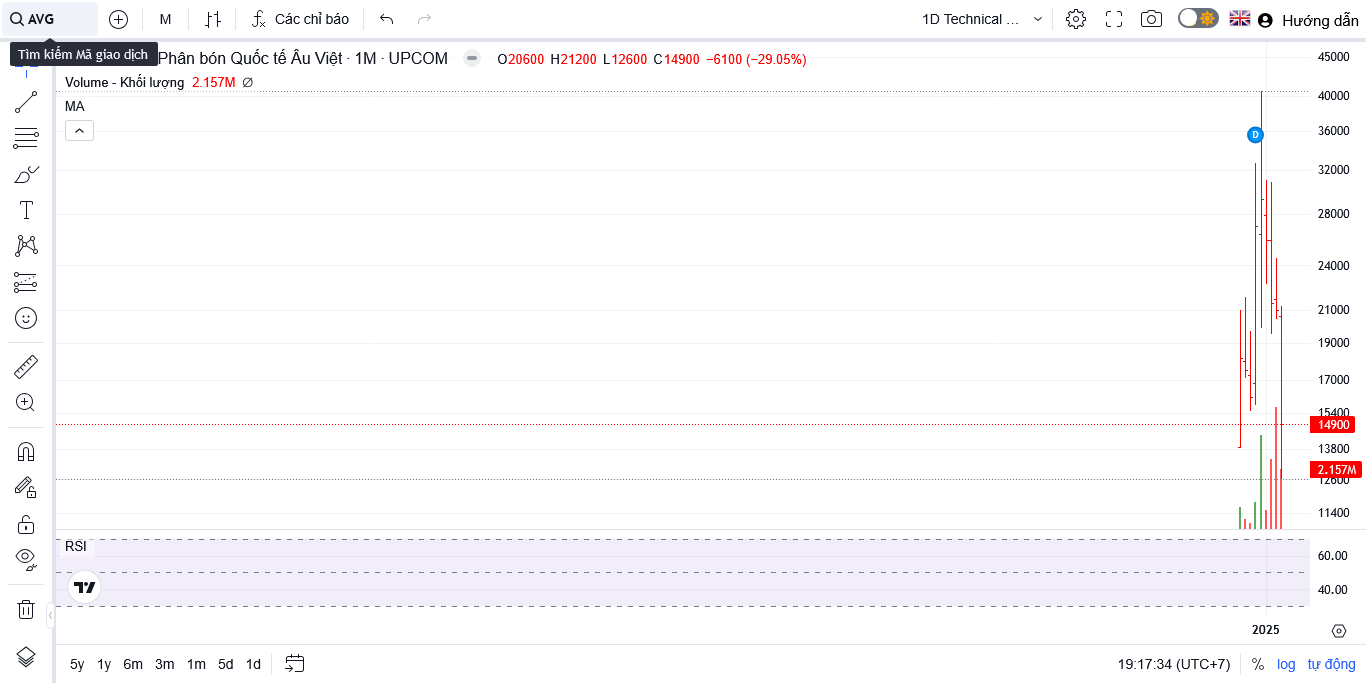 AVG M Các chỉ báo 1D Technical ... Hướng dẫn
Tìm kiếm Mã giao dịch
Phân bón Quốc tế Âu Việt · 1M · UPCOM O20600 H21200 L12600 C14900 −6100 (−29.05%)
Volume - Khối lượng 2.157M ∅
MA
45000
40000
36000
D
32000
28000
24000
21000
19000
17000
15400
14900
13800
2.157M
12600
11400
RSI
60.00
40.00
2025
5y 1y 6m 3m 1m 5d 1d 19:17:34 (UTC+7) % log tự động